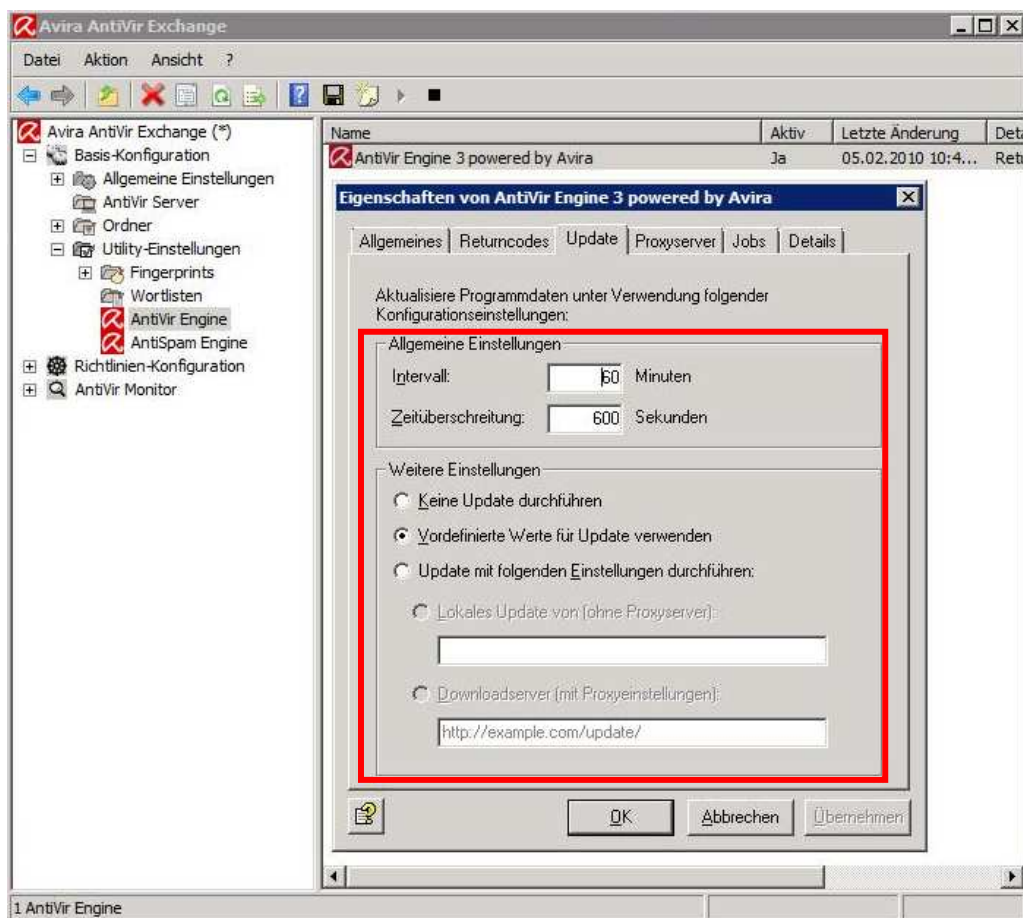 Avira AntiVir Exchange
Datei Aktion Ansicht ?
Avira AntiVir Exchange (*)
Basis-Konfiguration
Allgemeine Einstellungen
AntiVir Server
Ordner
Utility-Einstellungen
Fingerprints
Wortlisten
AntiVir Engine
AntiSpam Engine
Richtlinien-Konfiguration
AntiVir Monitor
Name Aktiv Letzte Änderung Deta
AntiVir Engine 3 powered by Avira Ja 05.02.2010 10:4... Retu
Eigenschaften von AntiVir Engine 3 powered by Avira
Allgemeines Returncodes Update Proxyserver Jobs Details
Aktualisiere Programmdaten unter Verwendung folgender
Konfigurationseinstellungen:
Allgemeine Einstellungen
Intervall: 60 Minuten
Zeitüberschreitung: 600 Sekunden
Weitere Einstellungen
Keine Update durchführen
Vordefinierte Werte für Update verwenden
Update mit folgenden Einstellungen durchführen:
Lokales Update von (ohne Proxyserver):
Downloadserver (mit Proxyeinstellungen):
http://example.com/update/
OK Abbrechen Übernehmen
1 AntiVir Engine